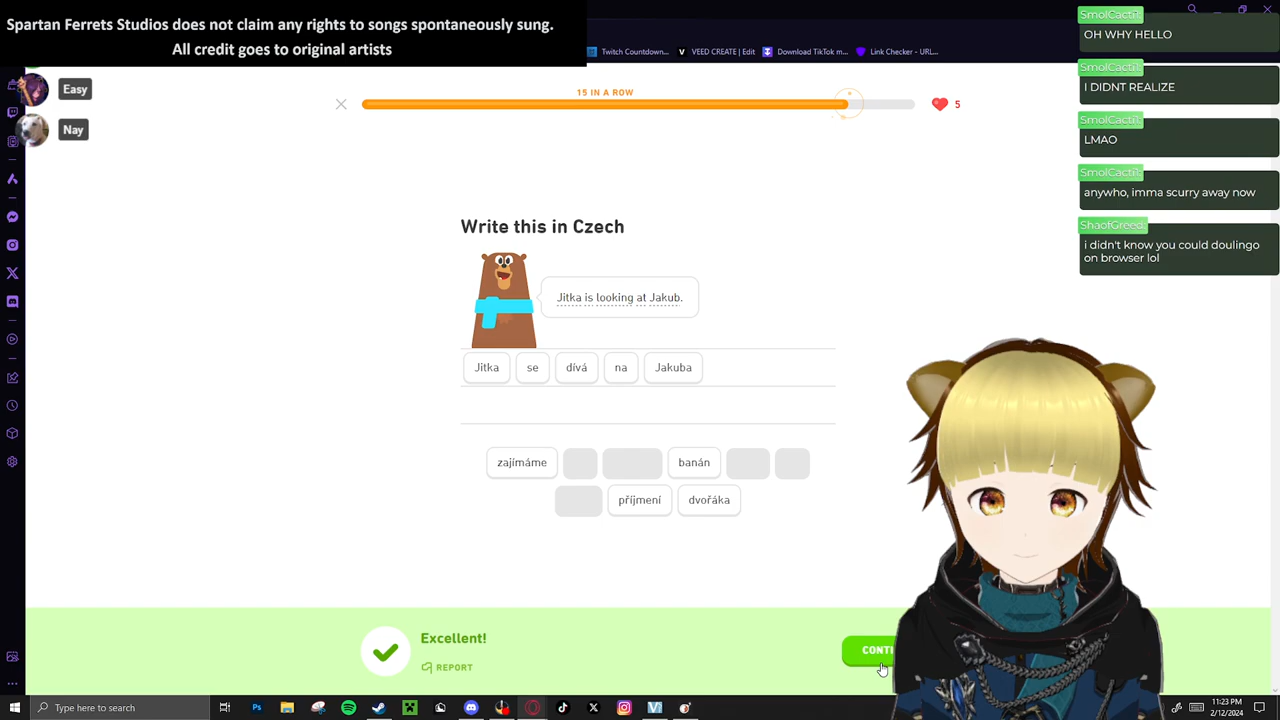 Spartan Ferrets Studios does not claim any rights to songs spontaneously sung.
All credit goes to original artists
Twitch Countdown...
VEED CREATE | Edit
Download TikTok m...
Link Checker - URL...
Easy
Nay
15 IN A ROW
5
Write this in Czech
Jitka is looking at Jakub.
Jitka se dívá na Jakuba
zajímáme banán
příjmení dvořáka
Excellent!
REPORT
CONTI
SmolCacti1:
OH WHY HELLO
SmolCacti1:
I DIDNT REALIZE
SmolCacti1:
LMAO
SmolCacti1:
anywho, imma scurry away now
ShaofGreed:
i didn't know you could doulingo
on browser lol
Type here to search
11:23 PM
2/12/2024